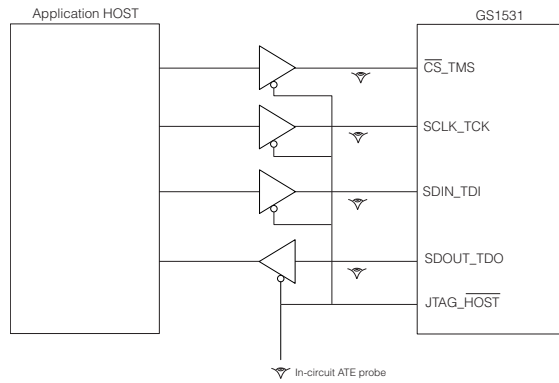 Application HOST
GS1531
CS_TMS
SCLK_TCK
SDIN_TDI
SDOUT_TDO
JTAG_HOST
In-circuit ATE probe